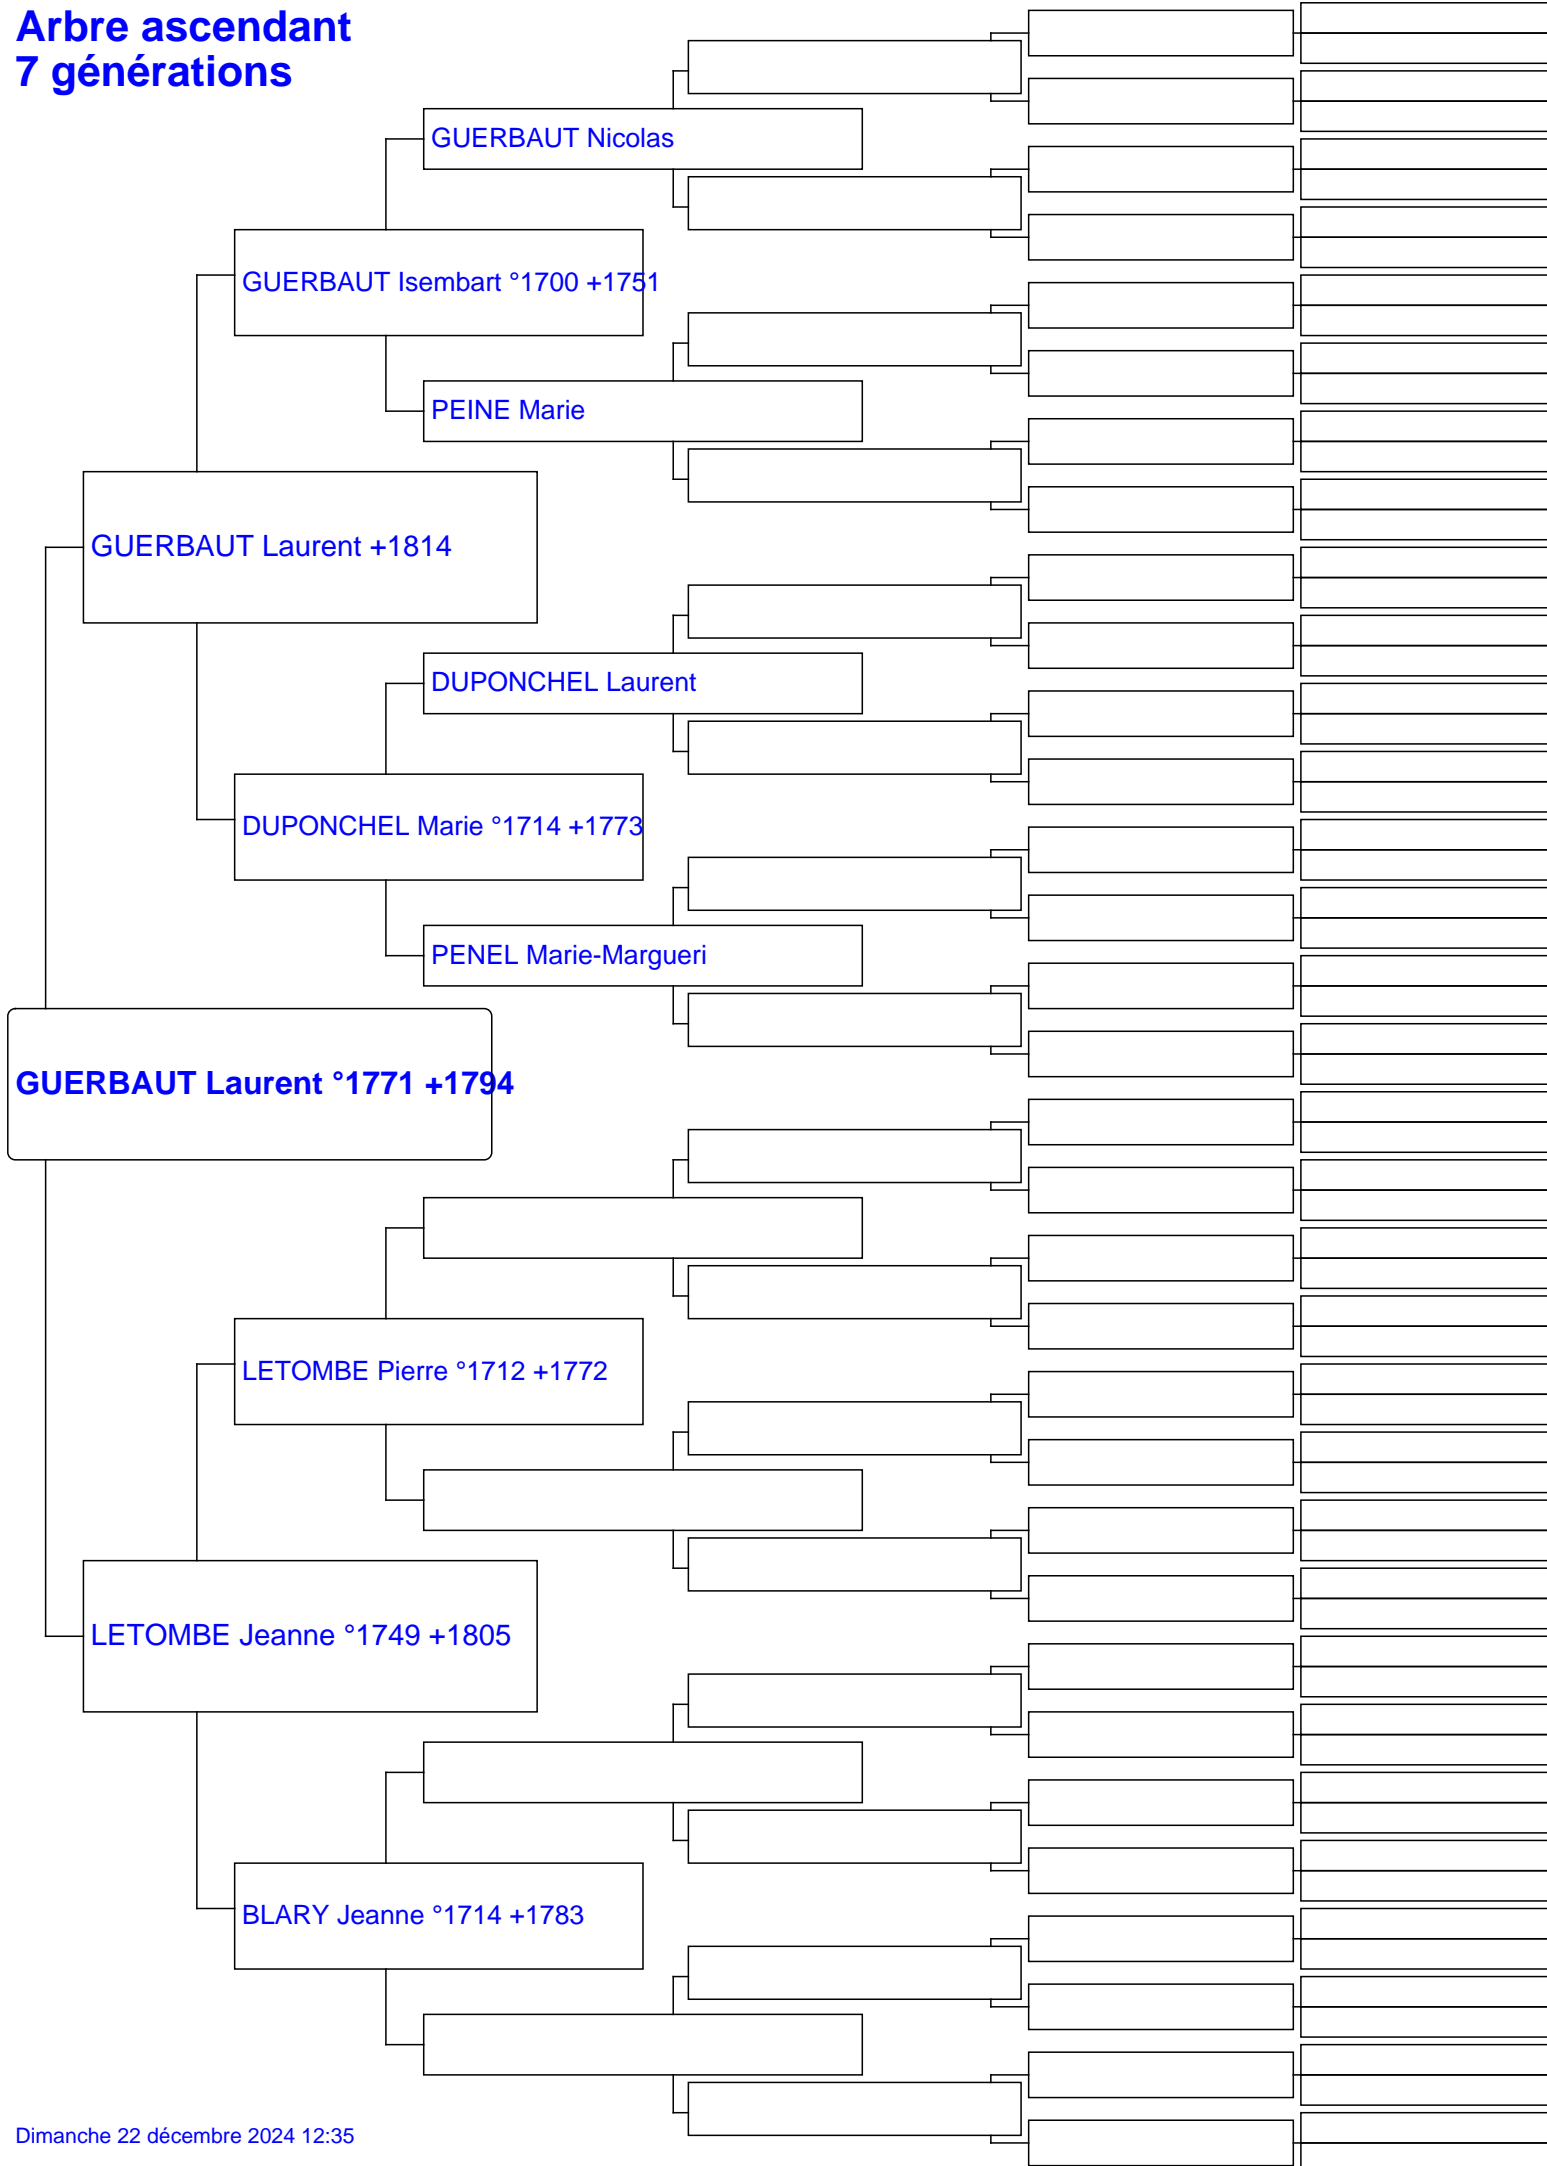 Arbre ascendant
7 générations
GUERBAUT Nicolas
GUERBAUT Isembart °1700 +1751
PEINE Marie
GUERBAUT Laurent +1814
DUPONCHEL Laurent
DUPONCHEL Marie °1714 +1773
PENEL Marie-Margueri
GUERBAUT Laurent °1771 +1794
LETOMBE Pierre °1712 +1772
LETOMBE Jeanne °1749 +1805
BLARY Jeanne °1714 +1783
Dimanche 22 décembre 2024 12:35